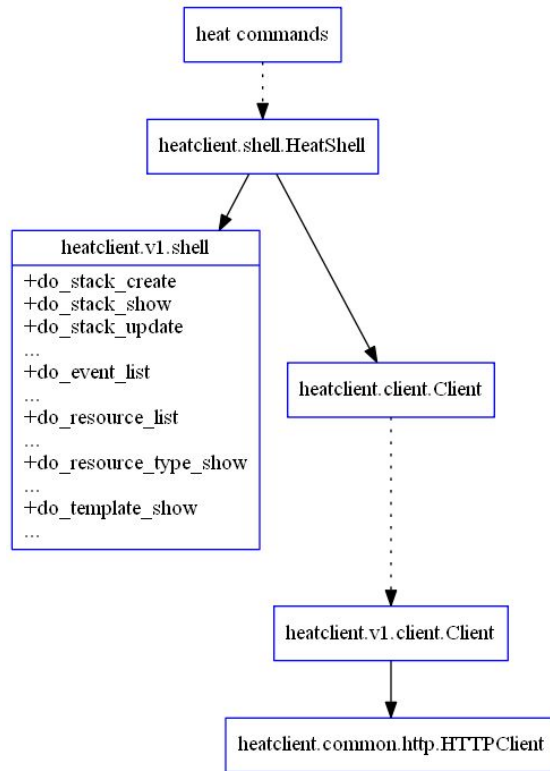 heat commands
heatclient.shell.HeatShell
heatclient.v1.shell
+do_stack_create
+do_stack_show
+do_stack_update
...
+do_event_list
...
+do_resource_list
...
+do_resource_type_show
...
+do_template_show
...
heatclient.client.Client
heatclient.v1.client.Client
heatclient.common.http.HTTPClient